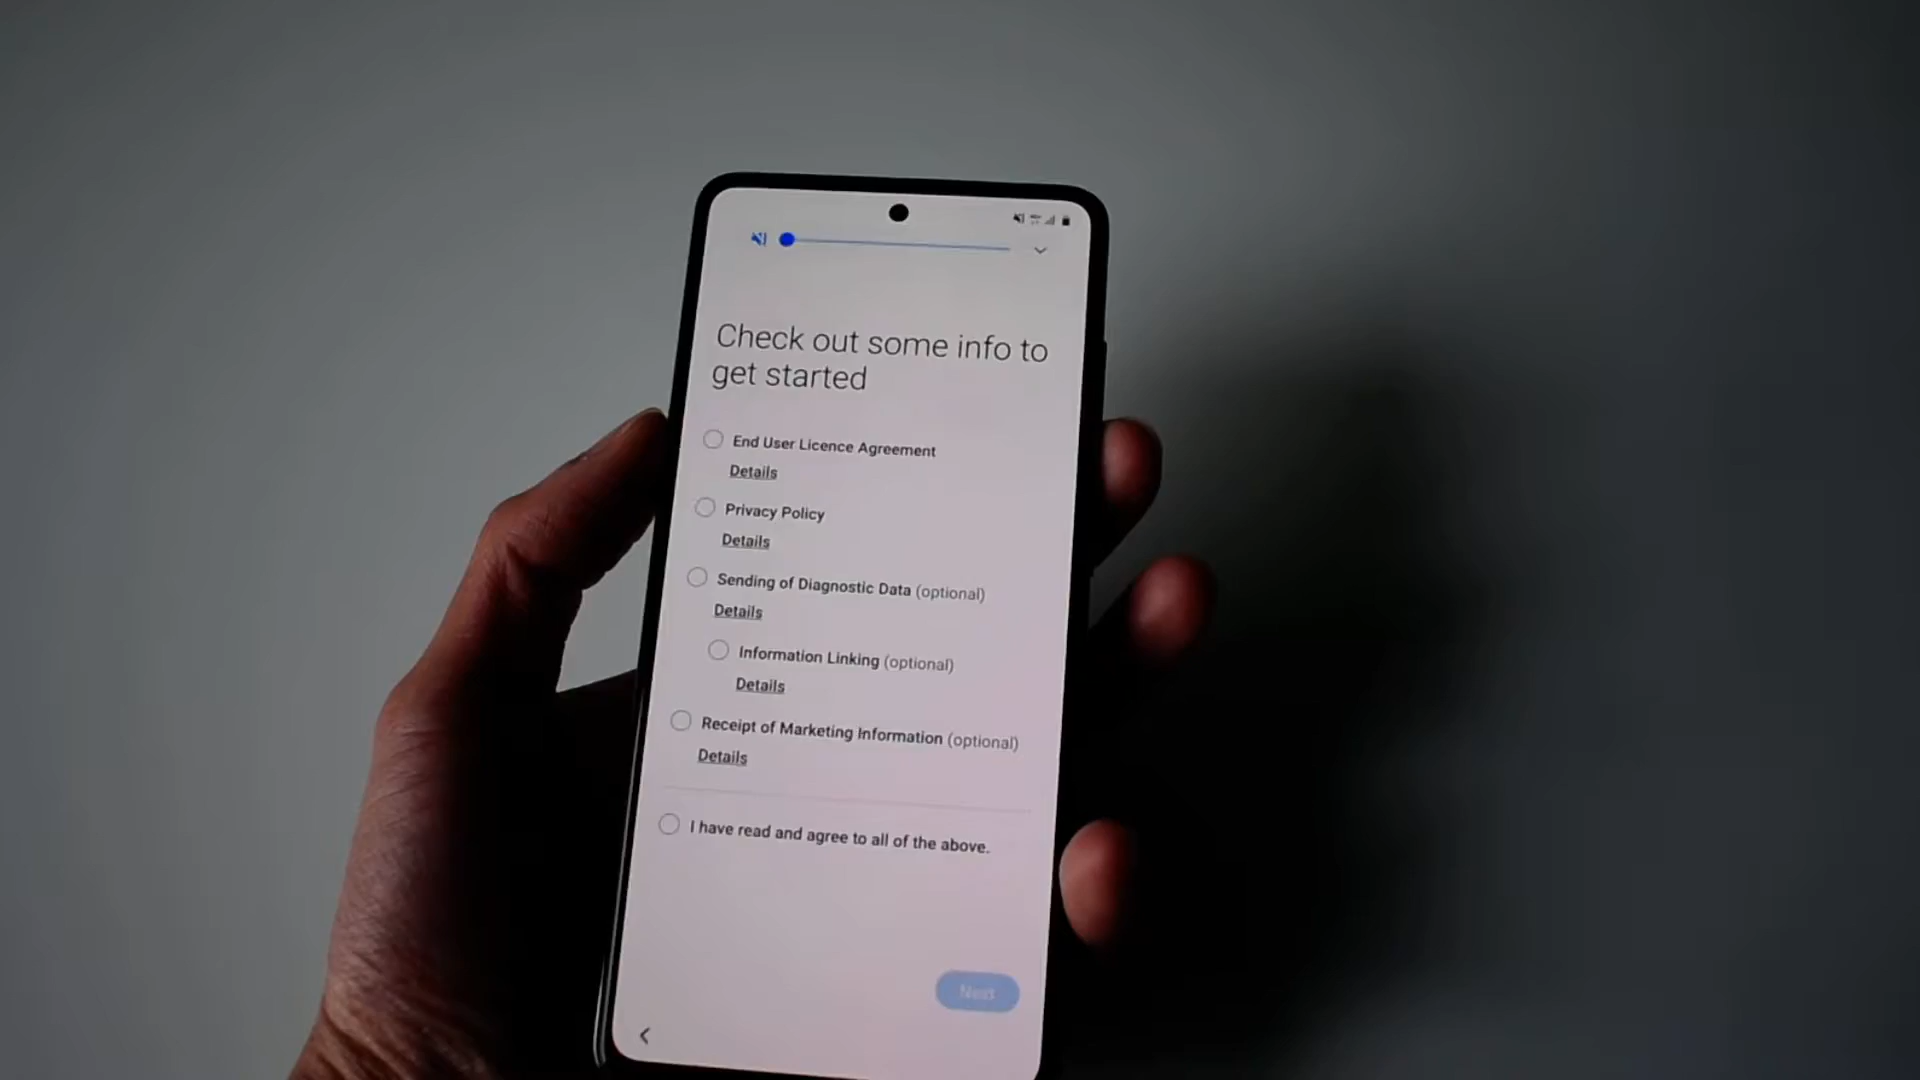 Check out some info to
get started
End User Licence Agreement
Details
Privacy Policy
Details
Sending of Diagnostic Data (optional)
Details
Information Linking (optional)
Details
Receipt of Marketing Information (optional)
Details
I have read and agree to all of the above.
Next